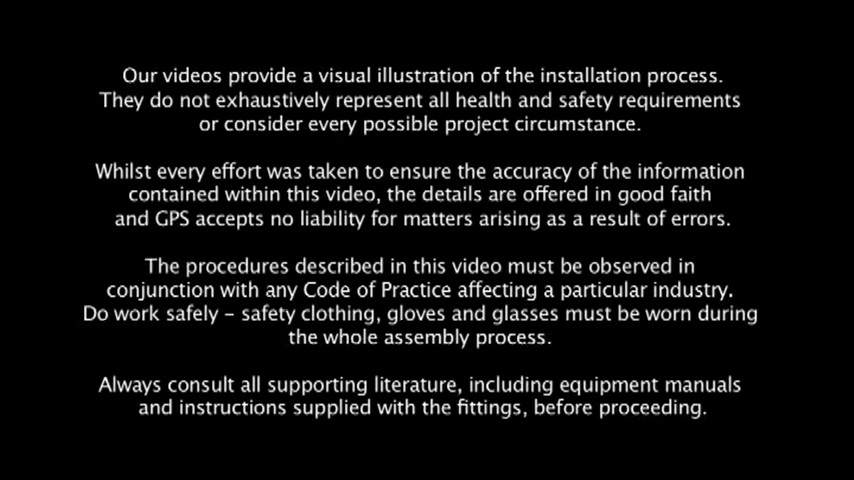 Our videos provide a visual illustration of the installation process.
They do not exhaustively represent all health and safety requirements
or consider every possible project circumstance.
Whilst every effort was taken to ensure the accuracy of the information
contained within this video, the details are offered in good faith
and GPS accepts no liability for matters arising as a result of errors.
The procedures described in this video must be observed in
conjunction with any Code of Practice affecting a particular industry.
Do work safely – safety clothing, gloves and glasses must be worn during
the whole assembly process.
Always consult all supporting literature, including equipment manuals
and instructions supplied with the fittings, before proceeding.